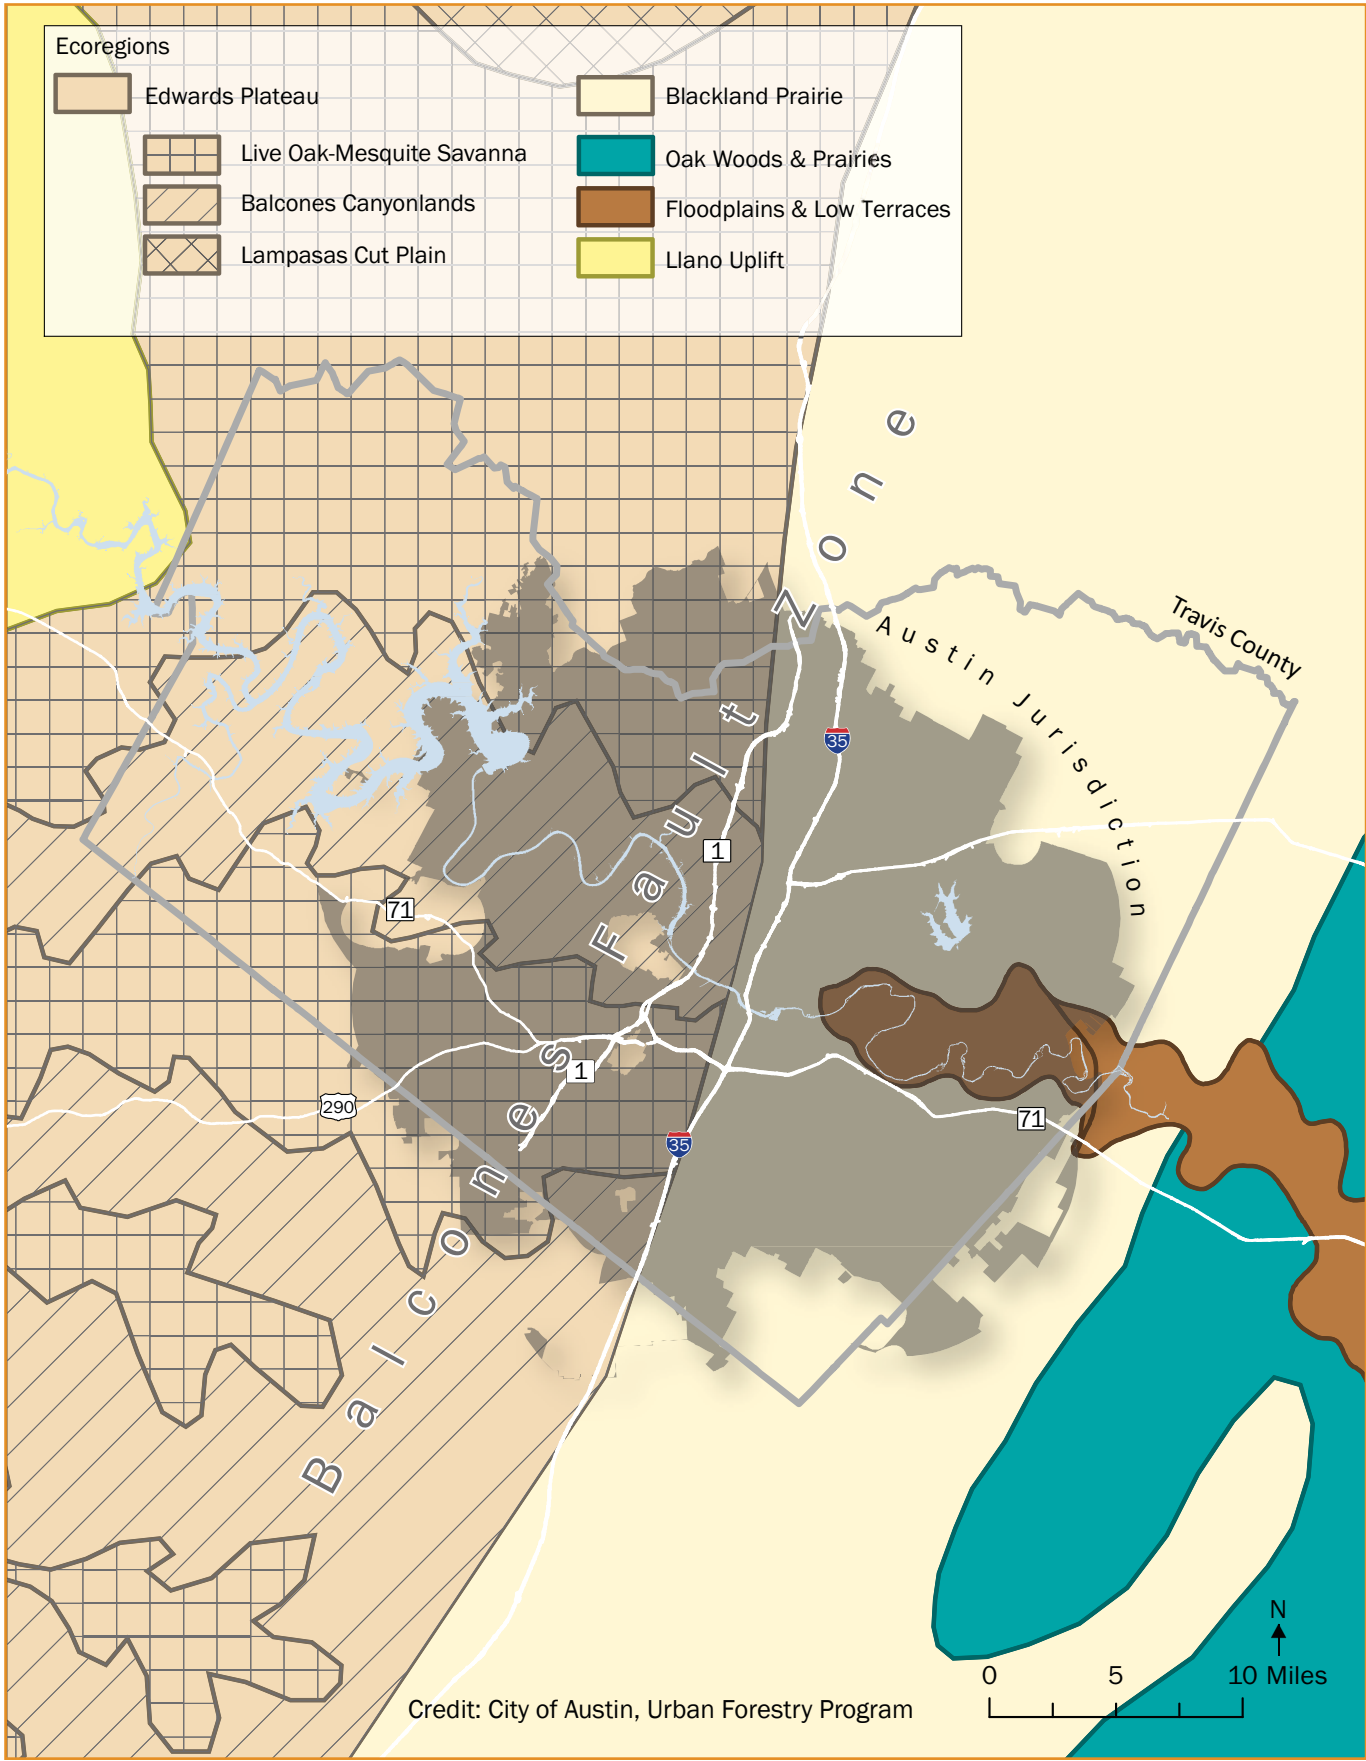 Ecoregions
Edwards Plateau
Live Oak-Mesquite Savanna
Balcones Canyonlands
Lampasas Cut Plain
Blackland Prairie
Oak Woods & Prairies
Floodplains & Low Terraces
Llano Uplift
Balcones Fault Zone
Travis County
Austin Jurisdiction
35
1
71
1
290
35
71
N
0 5 10 Miles
Credit: City of Austin, Urban Forestry Program